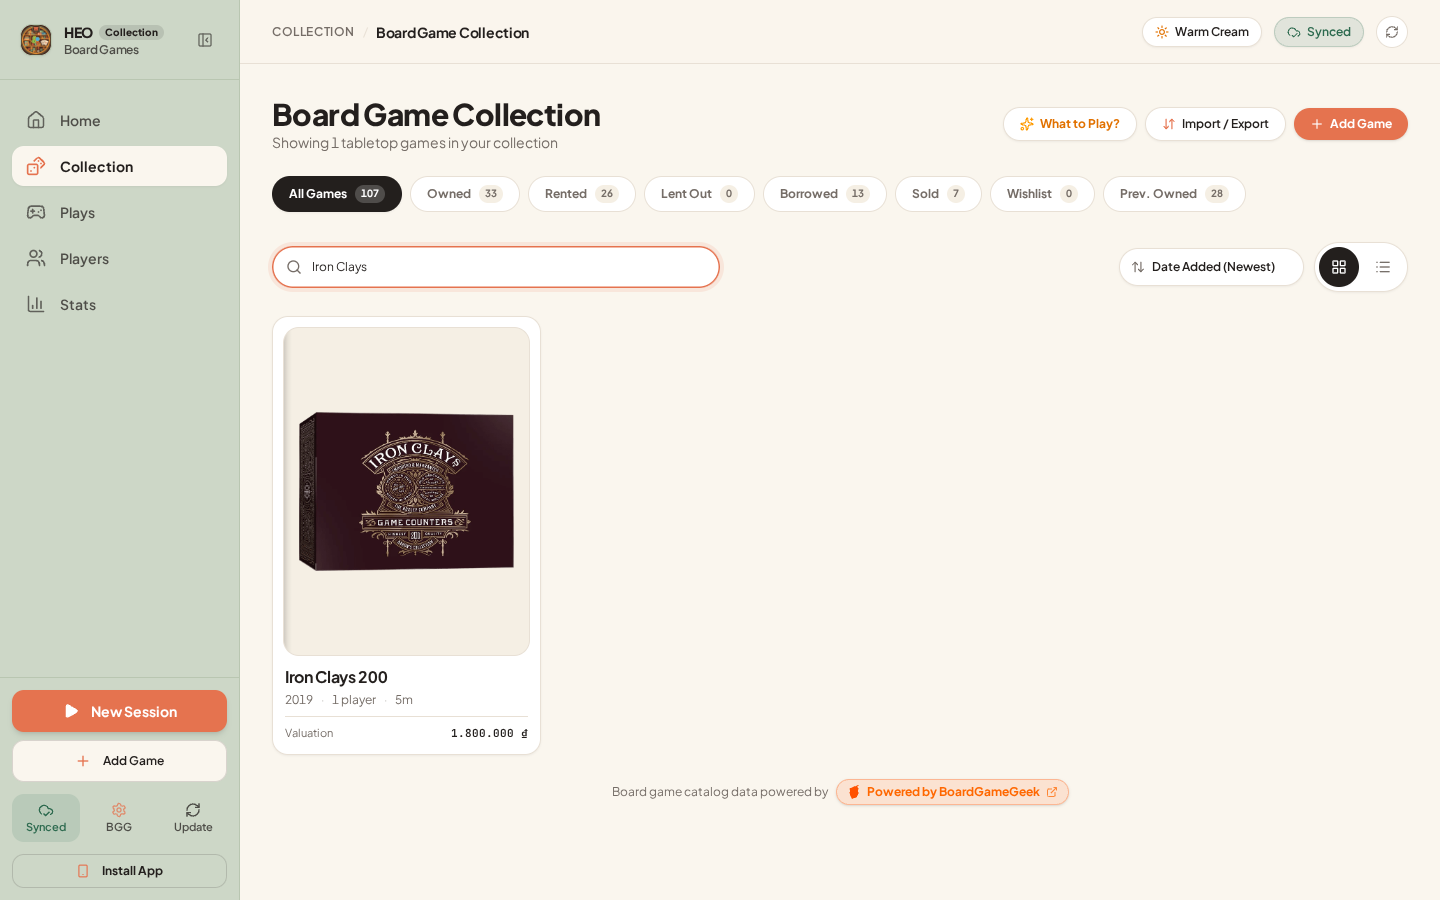 HEO Collection
Board Games
Home
Collection
Plays
Players
Stats
New Session
Add Game
Synced
BGG
Update
Install App
COLLECTION / BoardGame Collection
Warm Cream
Synced
Board Game Collection
Showing 1 tabletop games in your collection
What to Play?
Import / Export
Add Game
All Games 107
Owned 33
Rented 26
Lent Out 0
Borrowed 13
Sold 7
Wishlist 0
Prev. Owned 28
Iron Clays
Date Added (Newest)
IRON CLAYS
GAME COUNTERS
200
Iron Clays 200
2019 · 1 player · 5m
Valuation 1.800.000 ₫
Board game catalog data powered by Powered by BoardGameGeek